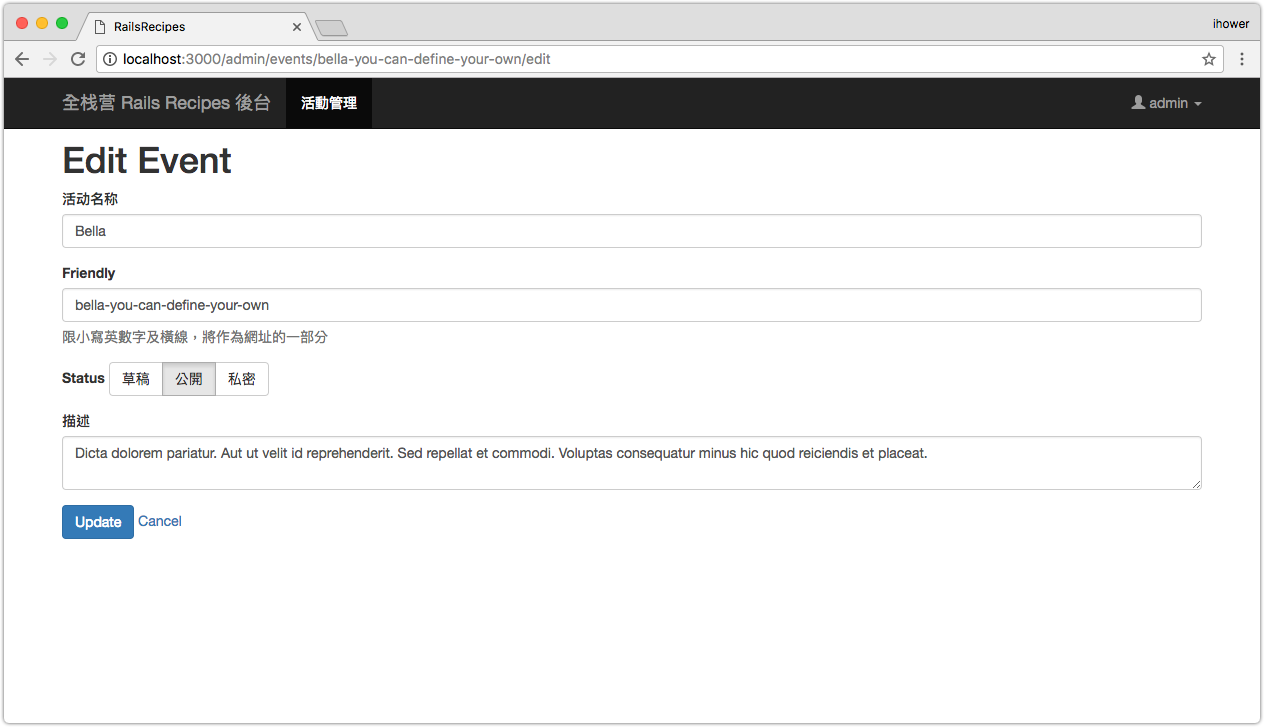 RailsRecipes
ihower
localhost:3000/admin/events/bella-you-can-define-your-own/edit
全栈营 Rails Recipes 後台 活動管理 admin
Edit Event
活动名称
Bella
Friendly
bella-you-can-define-your-own
限小寫英數字及橫線，將作為網址的一部分
Status 草稿 公開 私密
描述
Dicta dolorem pariatur. Aut ut velit id reprehenderit. Sed repellat et commodi. Voluptas consequatur minus hic quod reiciendis et placeat.
Update Cancel